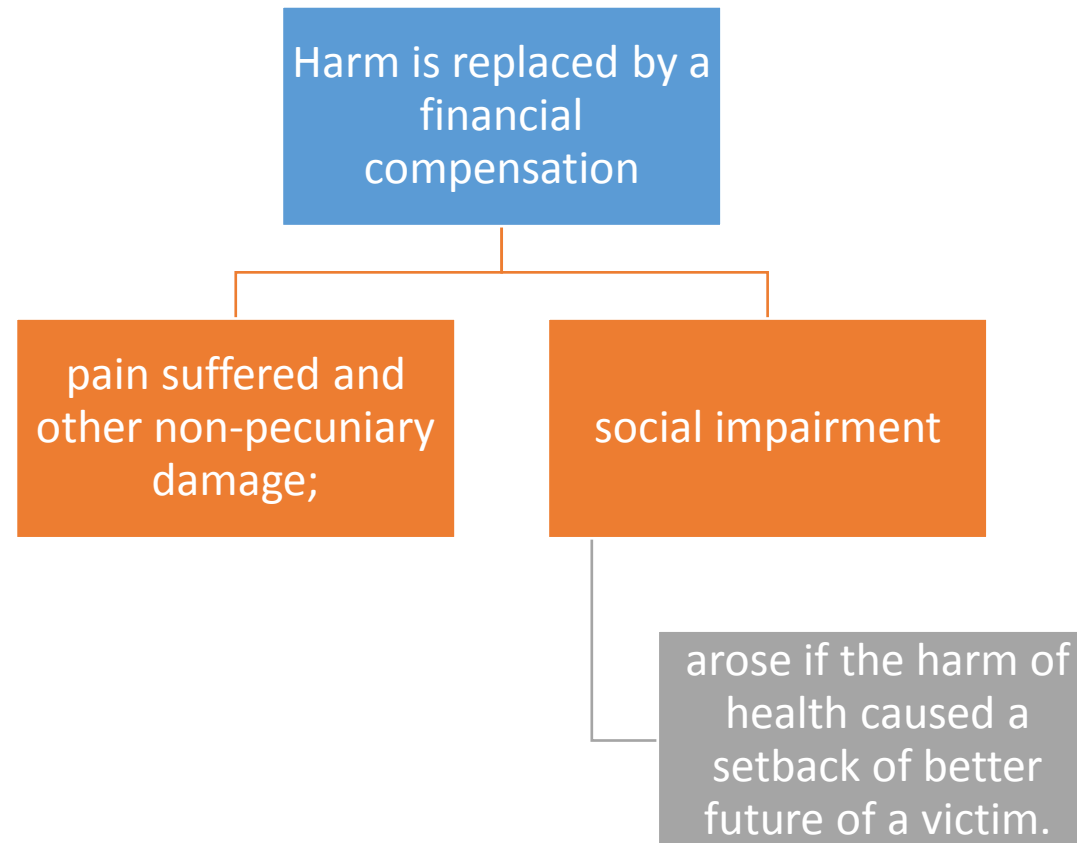 Harm is replaced by a
financial
compensation
pain suffered and
other non-pecuniary
damage;
social impairment
arose if the harm of
health caused a
setback of better
future of a victim.